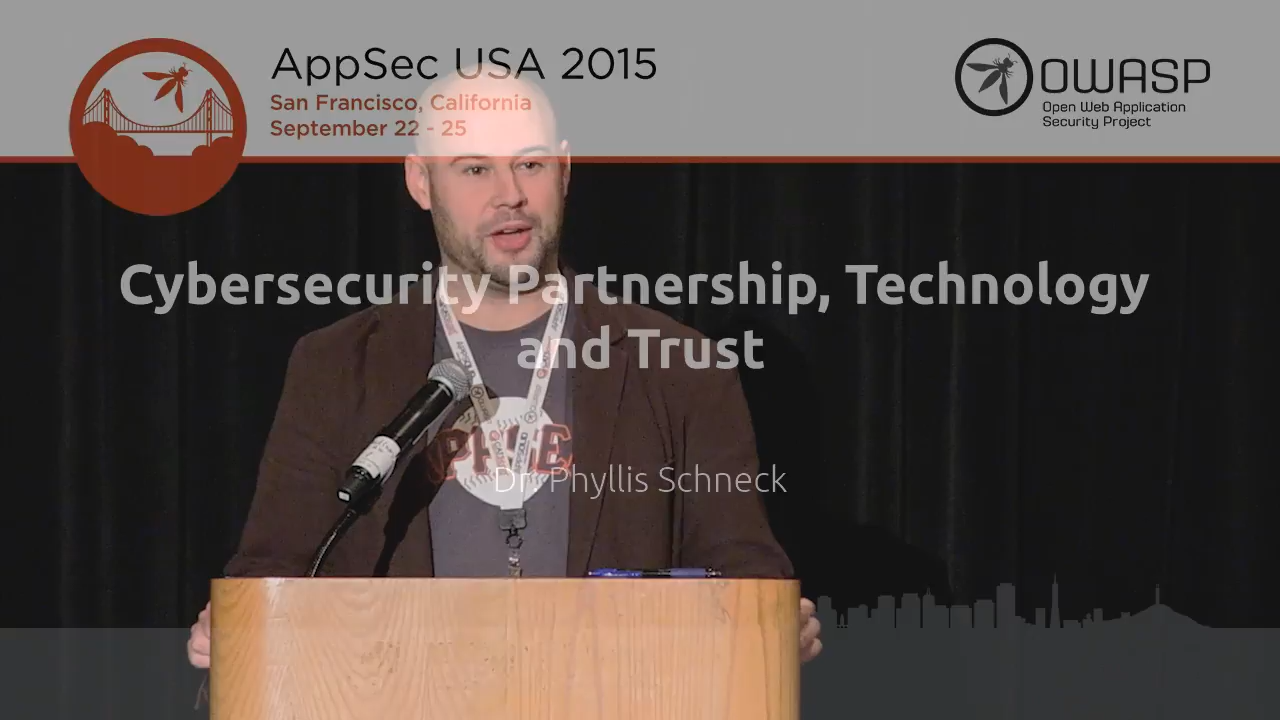 AppSec USA 2015
San Francisco, California
September 22 - 25
OWASP
Open Web Application
Security Project
Cybersecurity Partnership, Technology
and Trust
Dr. Phyllis Schneck